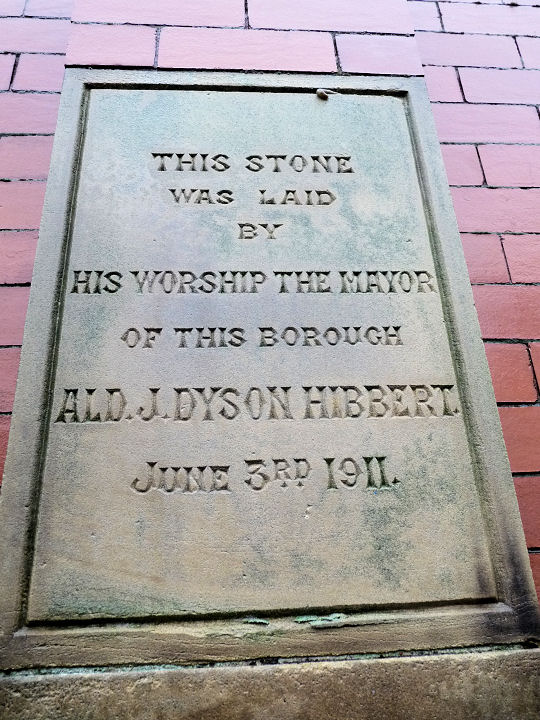 THIS STONE
WAS LAID
BY
HIS WORSHIP THE MAYOR
OF THIS BOROUGH
ALD. J. DYSON HIBBERT.
JUNE 3RD 1911.